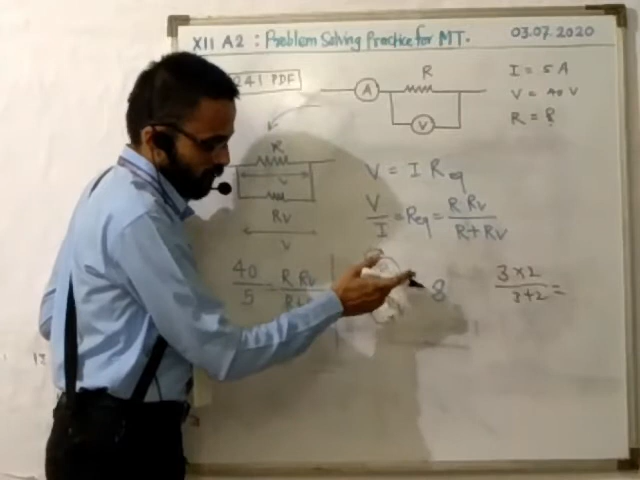 XII A2 : Problem Solving Practice for MT. 03.07.2020
241 PDF
R
A
V
I = 5 A
V = 40 V
R = ?
R
V
RV
V
V = I Req
V/I = Req = R RV / R + RV
40/5 = R RV / R+
8
3×2 / 3+2 =